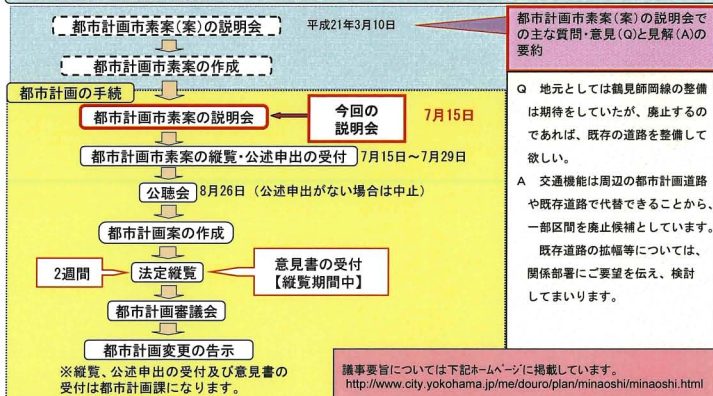 都市計画市素案(案)の説明会
平成21年3月10日
都市計画市素案の作成
都市計画の手続
都市計画市素案の説明会
今回の
説明会
7月15日
都市計画市素案の縦覧・公述申出の受付
7月15日～7月29日
公聴会
8月26日（公述申出がない場合は中止）
都市計画案の作成
2週間
法定縦覧
意見書の受付
【縦覧期間中】
都市計画審議会
都市計画変更の告示
※縦覧、公述申出の受付及び意見書の
受付は都市計画課になります。
都市計画市素案(案)の説明会で
の主な質問・意見(Q)と見解(A)の
要約
Q　地元としては鶴見師岡線の整備
は期待をしていたが、廃止するの
であれば、既存の道路を整備して
欲しい。
A　交通機能は周辺の都市計画道路
や既存道路で代替できることから、
一部区間を廃止候補としています。
既存道路の拡幅等については、
関係部署にご要望を伝え、検討
してまいります。
議事要旨については下記ホームページに掲載しています。
http://www.city.yokohama.jp/me/douro/plan/minaoshi/minaoshi.html